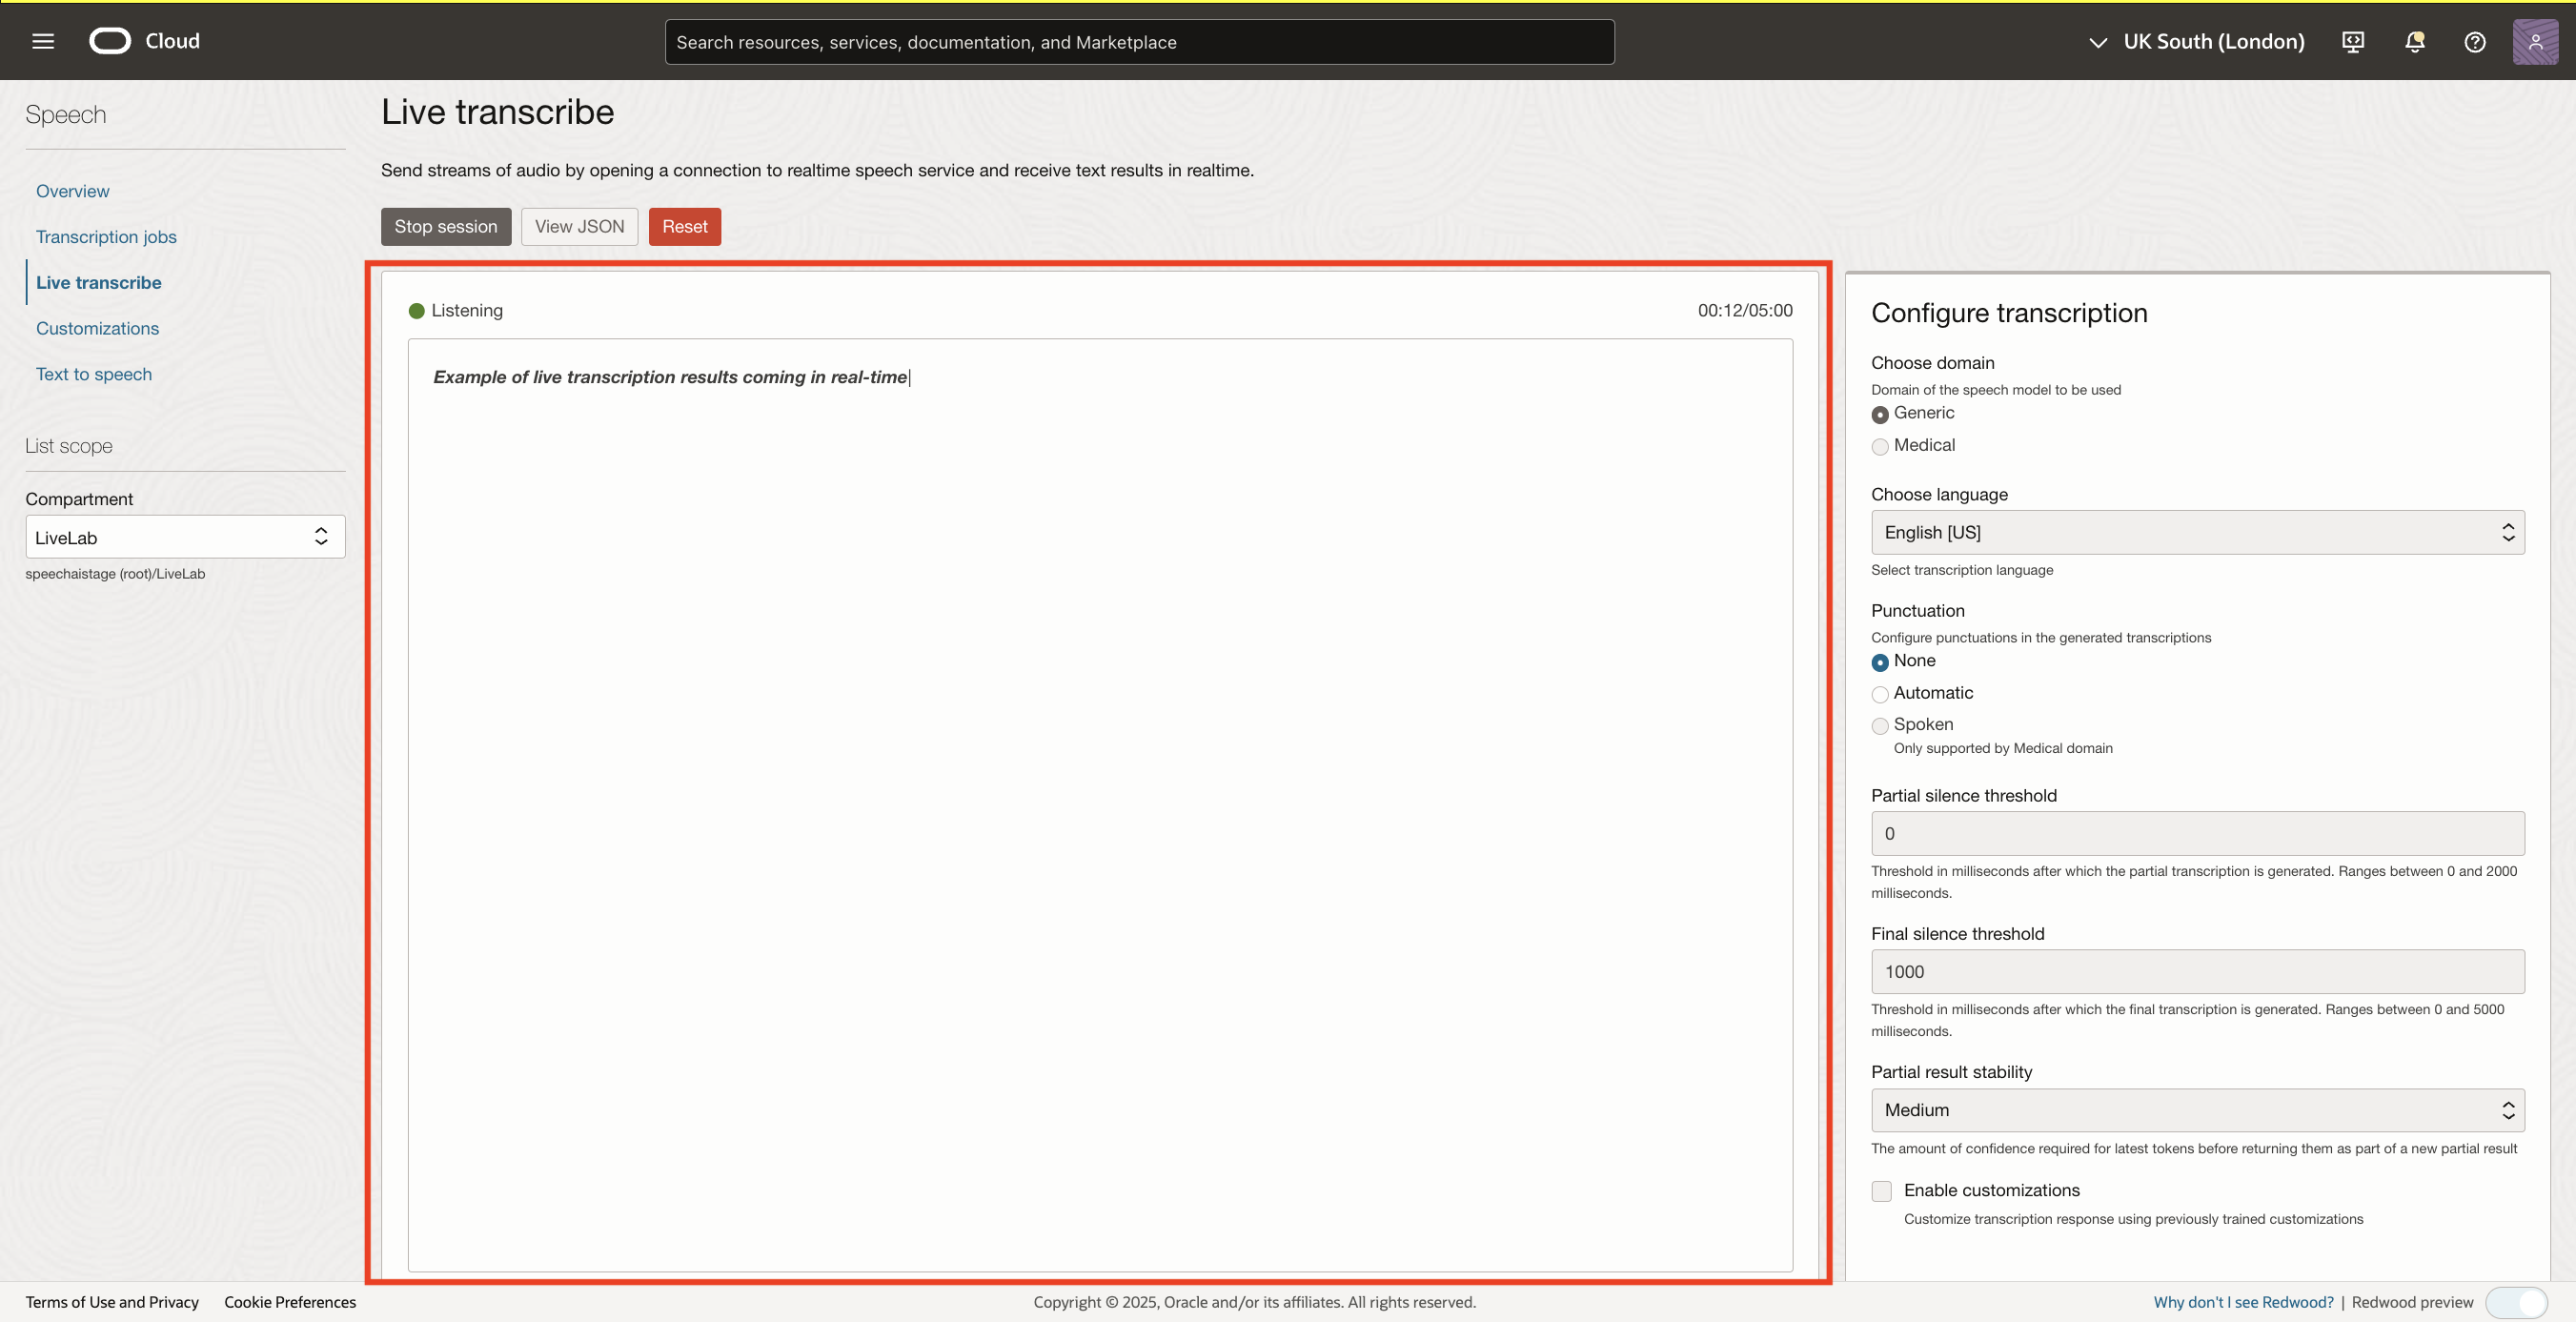 Cloud
Search resources, services, documentation, and Marketplace
UK South (London)
Speech
Overview
Transcription jobs
Live transcribe
Customizations
Text to speech
List scope
Compartment
LiveLab
speechaistage (root)/LiveLab
Live transcribe
Send streams of audio by opening a connection to realtime speech service and receive text results in realtime.
Stop session
View JSON
Reset
Listening
00:12/05:00
Example of live transcription results coming in real-time
Configure transcription
Choose domain
Domain of the speech model to be used
Generic
Medical
Choose language
English [US]
Select transcription language
Punctuation
Configure punctuations in the generated transcriptions
None
Automatic
Spoken
Only supported by Medical domain
Partial silence threshold
0
Threshold in milliseconds after which the partial transcription is generated. Ranges between 0 and 2000
milliseconds.
Final silence threshold
1000
Threshold in milliseconds after which the final transcription is generated. Ranges between 0 and 5000
milliseconds.
Partial result stability
Medium
The amount of confidence required for latest tokens before returning them as part of a new partial result
Enable customizations
Customize transcription response using previously trained customizations
Terms of Use and Privacy
Cookie Preferences
Copyright © 2025, Oracle and/or its affiliates. All rights reserved.
Why don't I see Redwood? | Redwood preview